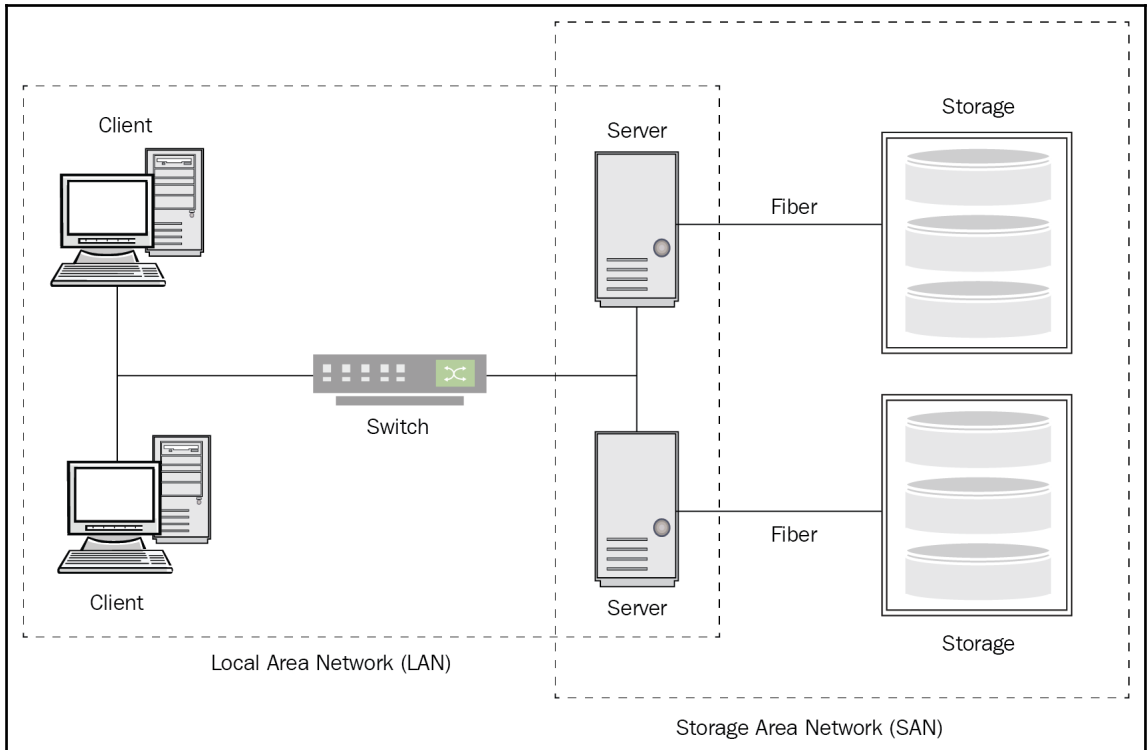 Client
Server
Storage
Fiber
Switch
Fiber
Client
Server
Storage
Local Area Network (LAN)
Storage Area Network (SAN)